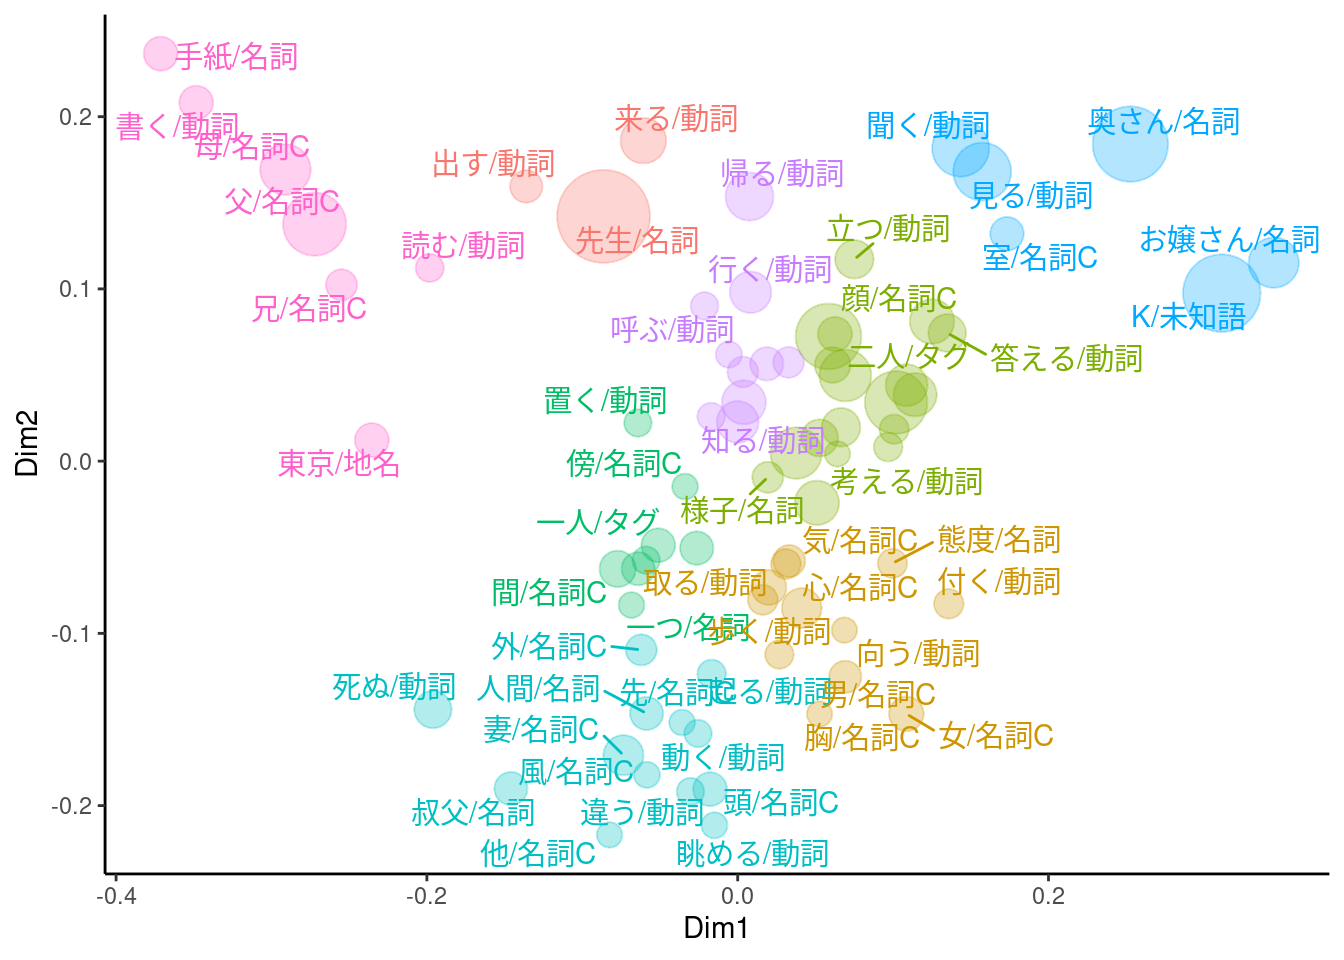 手紙/名詞
書く/動詞
母/名詞C
父/名詞C
兄/名詞C
読む/動詞
東京/地名
来る/動詞
出す/動詞
先生/名詞
帰る/動詞
行く/動詞
呼ぶ/動詞
知る/動詞
聞く/動詞
奥さん/名詞
見る/動詞
室/名詞C
お嬢さん/名詞
K/未知語
立つ/動詞
顔/名詞C
二人/タグ
答える/動詞
考える/動詞
様子/名詞
置く/動詞
傍/名詞C
一人/タグ
間/名詞C
一つ/名詞
気/名詞C
態度/名詞
取る/動詞
心/名詞C
付く/動詞
歩く/動詞
向う/動詞
男/名詞C
胸/名詞C
女/名詞C
外/名詞C
死ぬ/動詞
人間/名詞
先/名詞C
起る/動詞
妻/名詞C
動く/動詞
風/名詞C
叔父/名詞
違う/動詞
頭/名詞C
他/名詞C
眺める/動詞
0.2
0.1
0.0
-0.1
-0.2
Dim2
-0.4
-0.2
0.0
0.2
Dim1